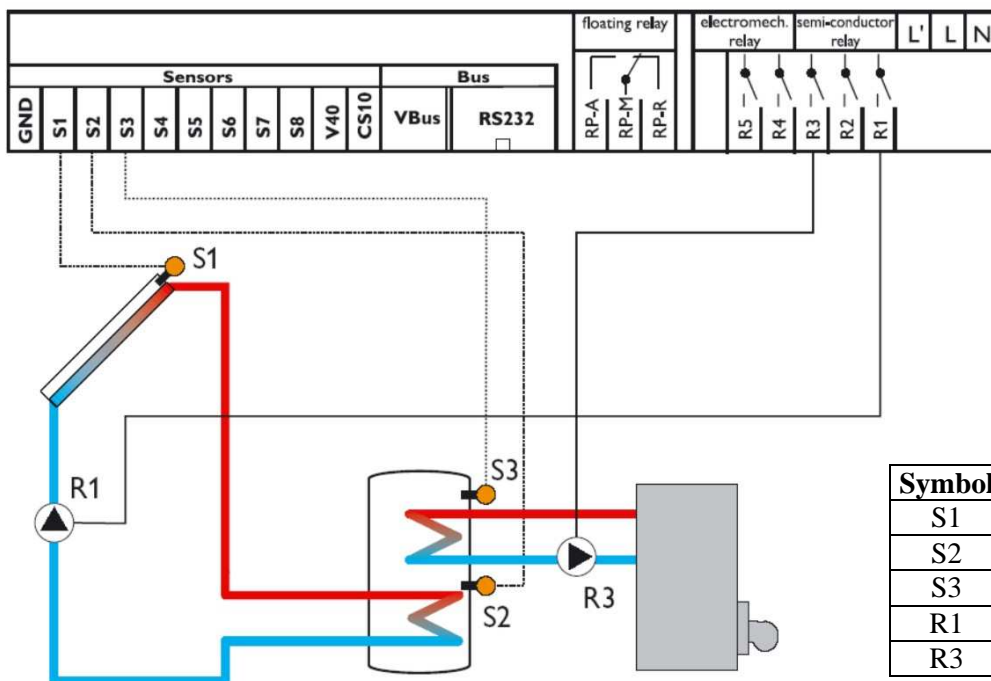 floating relay
electromech. relay
semi-conductor relay
L' L N
Sensors
Bus
GND S1 S2 S3 S4 S5 S6 S7 S8 V40 CS10
VBus RS232
RP-A RP-M RP-R
R5 R4 R3 R2 R1
S1
R1
S3
S2
R3
Symbol
S1
S2
S3
R1
R3